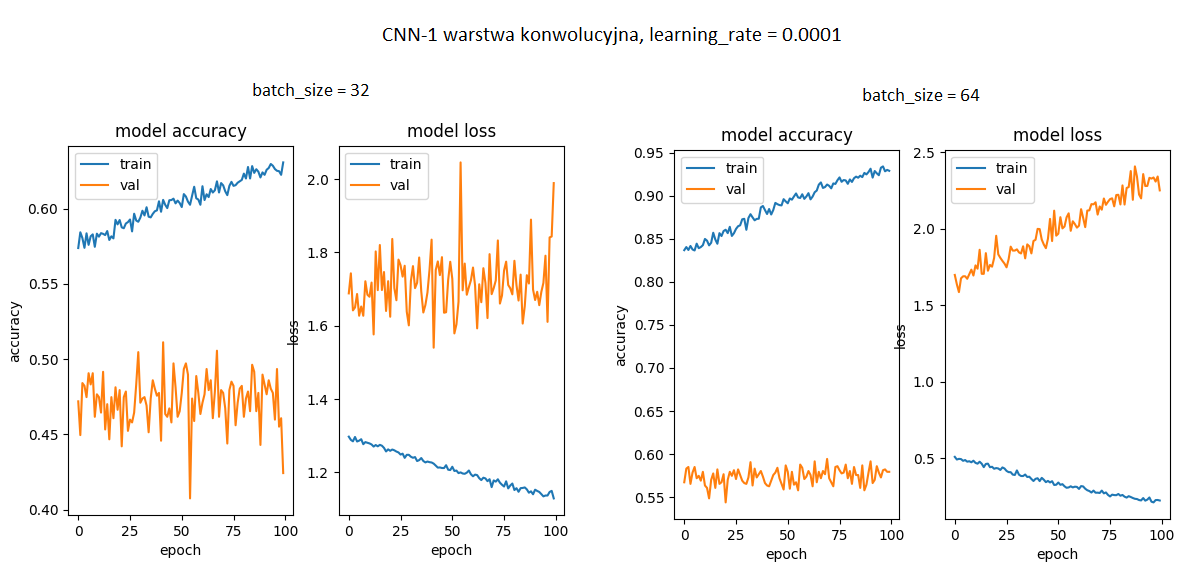 CNN-1 warstwa konwolucyjna, learning_rate = 0.0001
batch_size = 32
model accuracy
train
val
0.60
0.55
0.50
0.45
0.40
accuracy
0
25
50
75
100
epoch
model loss
train
val
2.0
1.8
1.6
1.4
1.2
loss
0
25
50
75
100
epoch
batch_size = 64
model accuracy
train
val
0.95
0.90
0.85
0.80
0.75
0.70
0.65
0.60
0.55
accuracy
0
25
50
75
100
epoch
model loss
train
val
2.5
2.0
1.5
1.0
0.5
loss
0
25
50
75
100
epoch